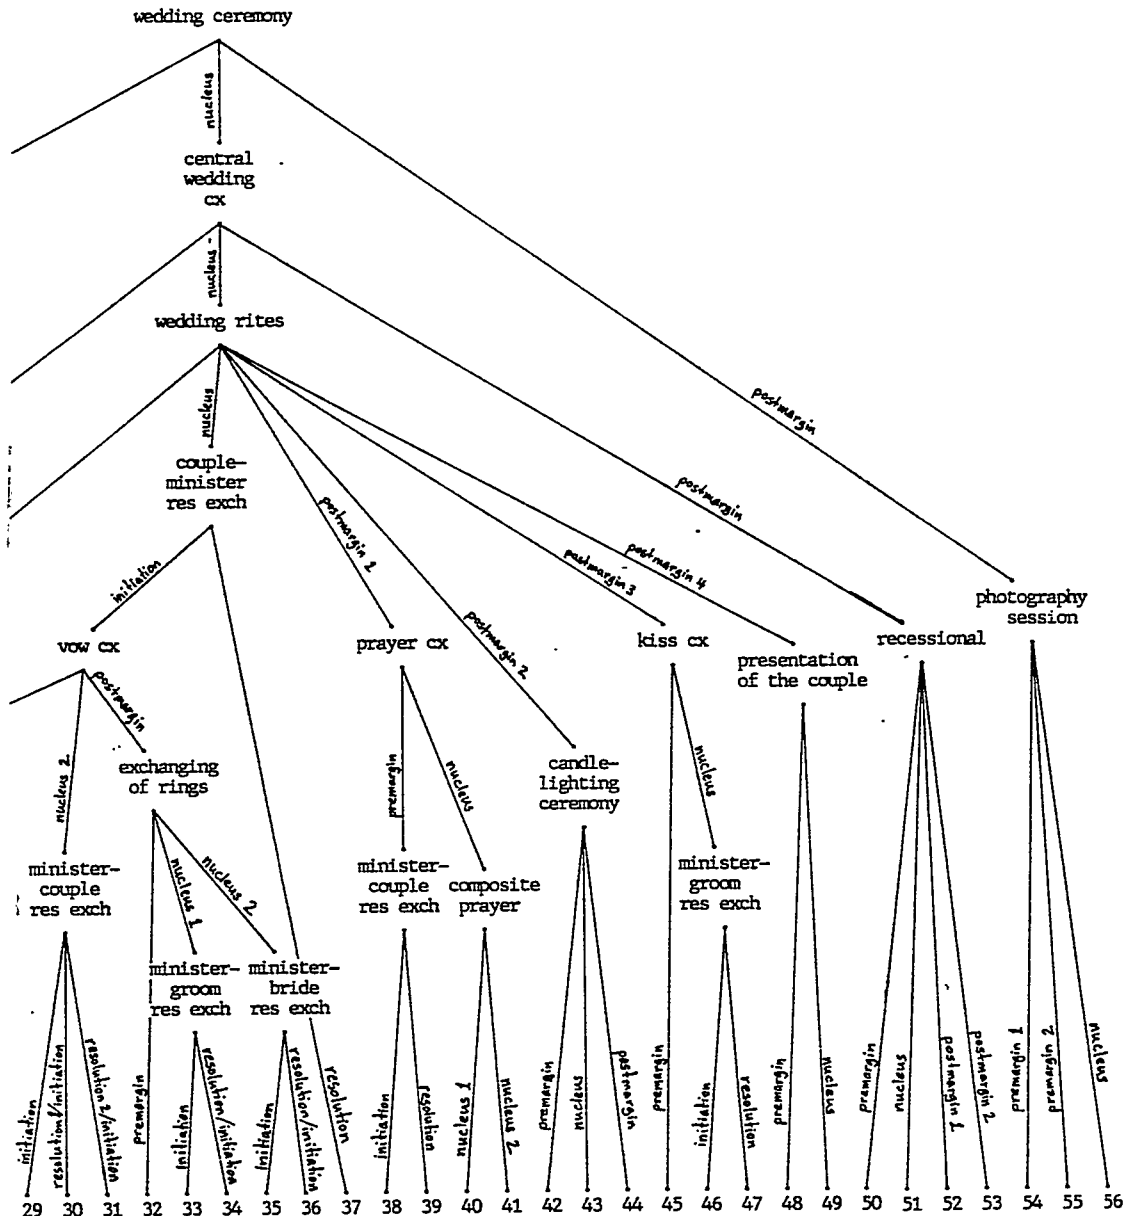 wedding ceremony
nucleus
central
wedding
cx
nucleus
wedding rites
postmargin
nucleus
couple-
minister
res exch
postmargin
postmargin 1
postmargin 3
postmargin 4
initiation
photography
session
vow cx
prayer cx
postmargin 2
kiss cx
presentation
of the couple
recessional
postmargin
nucleus 2
exchanging
of rings
premargin
nucleus
candle-
lighting
ceremony
nucleus
minister-
couple
res exch
nucleus 1
nucleus 2
minister-
couple
res exch
composite
prayer
minister-
groom
res exch
minister-
groom
res exch
minister-
bride
res exch
initiation
resolution1/initiation
resolution 2/initiation
premargin
initiation
resolution/initiation
initiation
resolution/initiation
resolution
initiation
resolution
nucleus 1
nucleus 2
premargin
nucleus
postmargin
premargin
initiation
resolution
premargin
nucleus
premargin
nucleus
postmargin 1
postmargin 2
premargin 1
premargin 2
nucleus
29 30 31 32 33 34 35 36 37 38 39 40 41 42 43 44 45 46 47 48 49 50 51 52 53 54 55 56